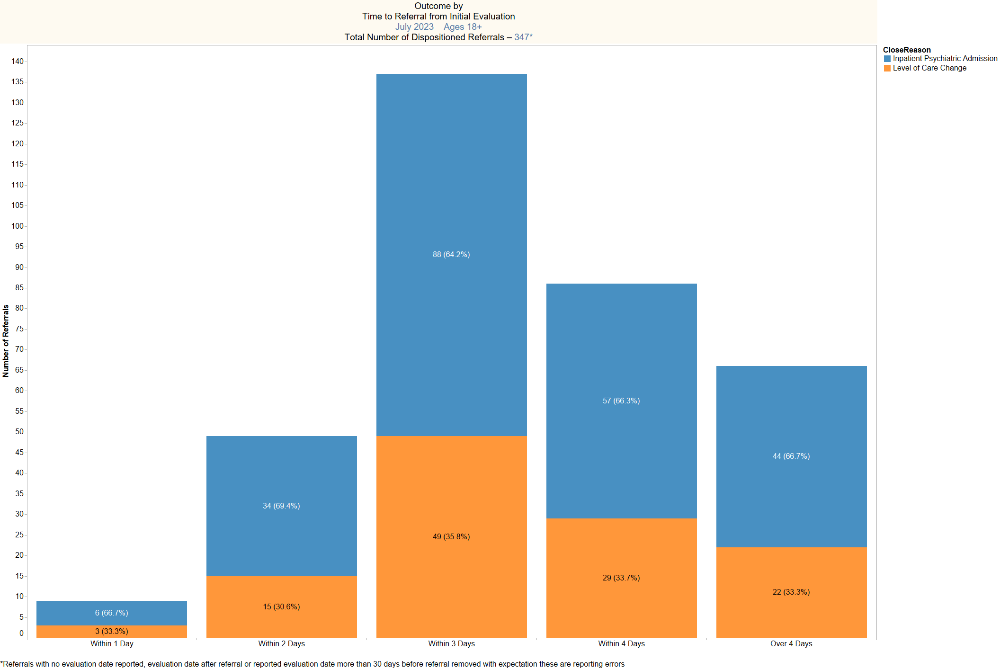 Outcome by
Time to Referral from Initial Evaluation
July 2023 Ages 18+
Total Number of Dispositioned Referrals – 347*
CloseReason
Inpatient Psychiatric Admission
Level of Care Change
Number of Referrals
140
135
130
125
120
115
110
105
100
95
90
85
80
75
70
65
60
55
50
45
40
35
30
25
20
15
10
5
0
6 (66.7%)
3 (33.3%)
34 (69.4%)
15 (30.6%)
88 (64.2%)
49 (35.8%)
57 (66.3%)
29 (33.7%)
44 (66.7%)
22 (33.3%)
Within 1 Day
Within 2 Days
Within 3 Days
Within 4 Days
Over 4 Days
*Referrals with no evaluation date reported, evaluation date after referral or reported evaluation date more than 30 days before referral removed with expectation these are reporting errors